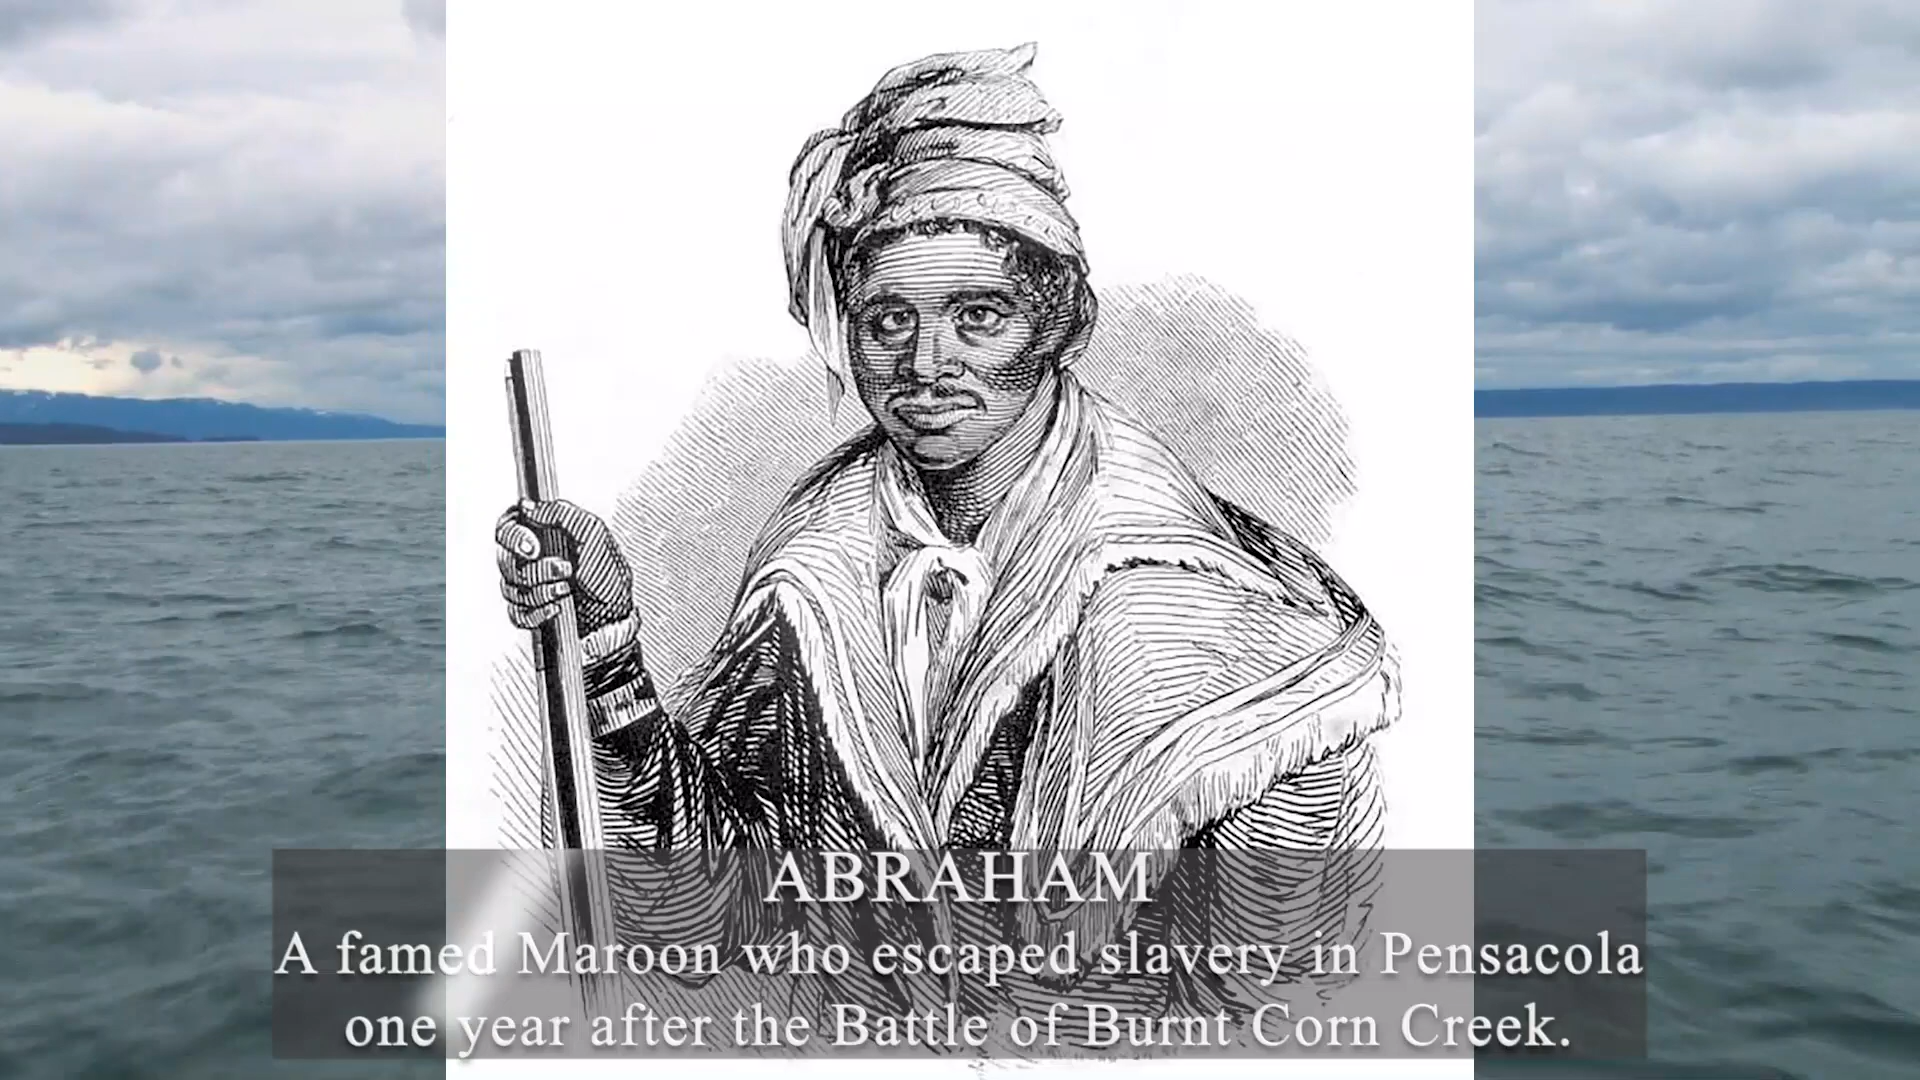 ABRAHAM
A famed Maroon who escaped slavery in Pensacola
one year after the Battle of Burnt Corn Creek.